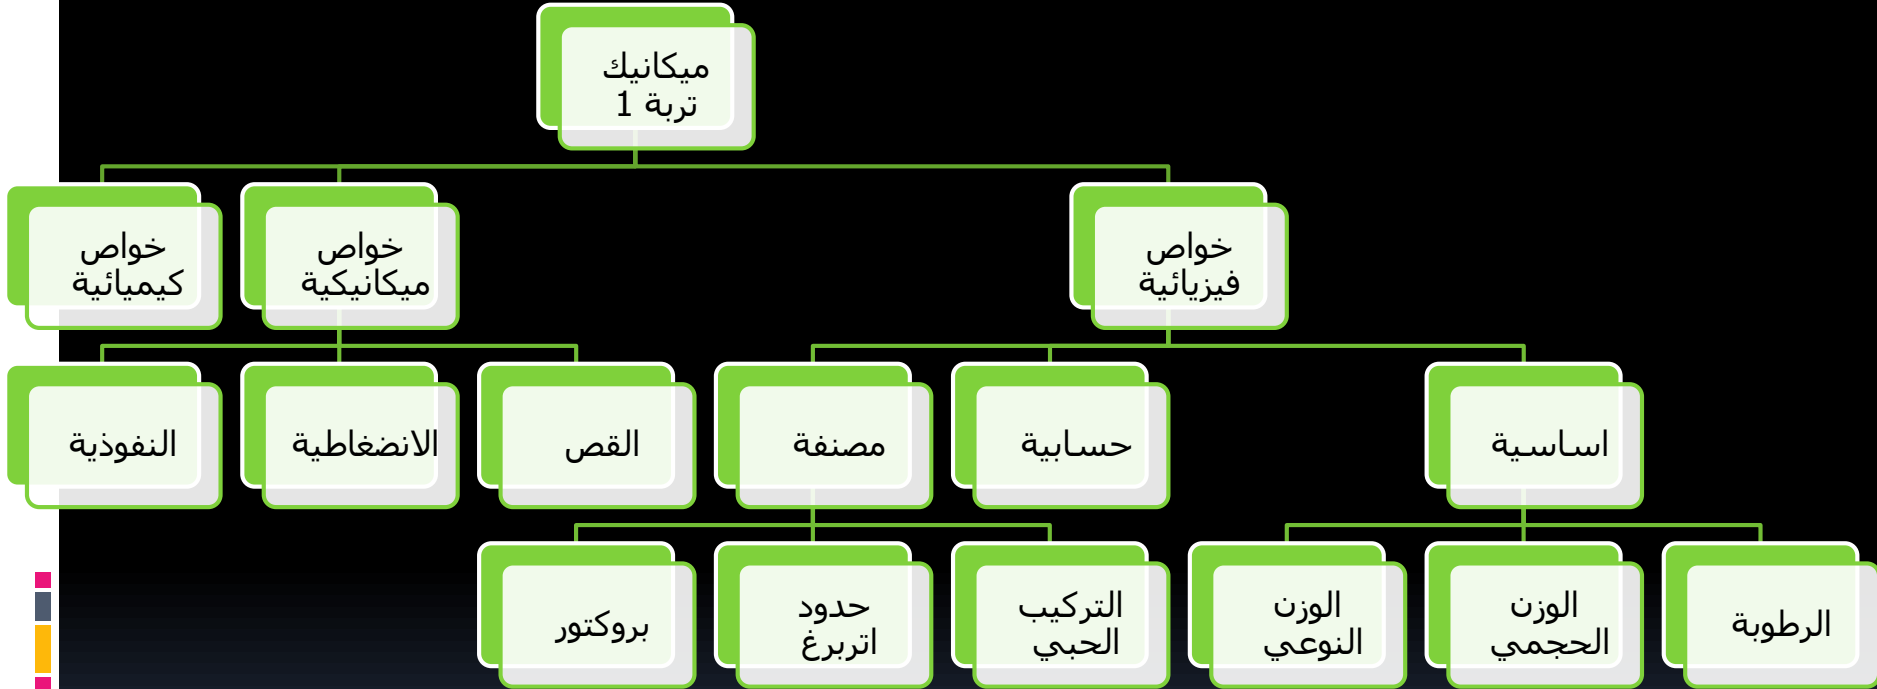 ميكانيك
تربة 1
خواص
فيزيائية
خواص
ميكانيكية
خواص
كيميائية
اساسية
حسابية
مصنفة
القص
الانضغاطية
النفوذية
الرطوبة
الوزن
الحجمي
الوزن
النوعي
التركيب
الحبي
حدود
اتربرغ
بروكتور